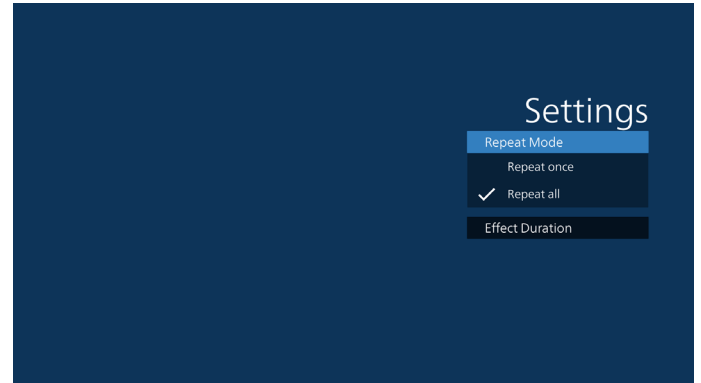 Settings
Repeat Mode
Repeat once
Repeat all
Effect Duration